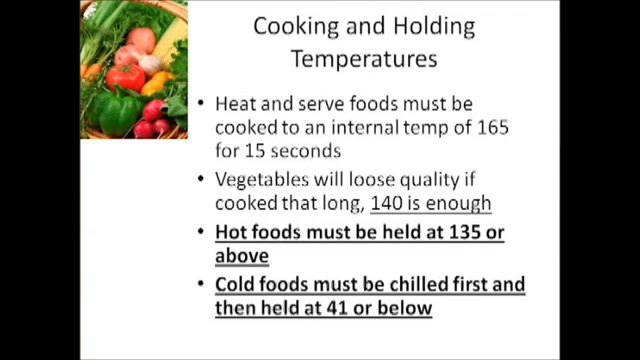 Cooking and Holding
Temperatures
• Heat and serve foods must be
cooked to an internal temp of 165
for 15 seconds
• Vegetables will loose quality if
cooked that long, 140 is enough
• Hot foods must be held at 135 or
above
• Cold foods must be chilled first and
then held at 41 or below